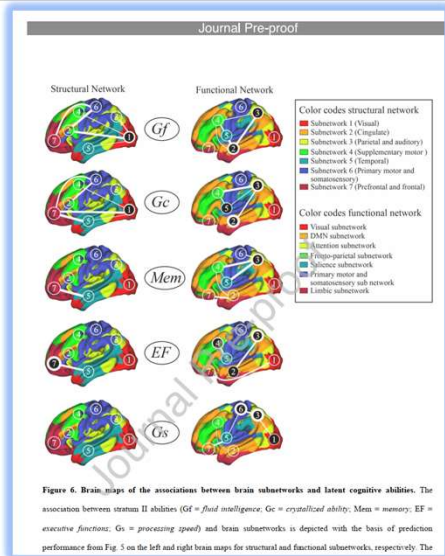 Journal Pre-proof
Structural Network
Functional Network
Gf
Gc
Mem
EF
Gs
Color codes structural network
Subnetwork 1 (Visual)
Subnetwork 2 (Cingulate)
Subnetwork 3 (Parietal and auditory)
Subnetwork 4 (Supplementary motor )
Subnetwork 5 (Temporal)
Subnetwork 6 (Primary motor and
somatosensory)
Subnetwork 7 (Prefrontal and frontal)
Color codes functional network
Visual subnetwork
DMN subnetwork
Attention subnetwork
Fronto-parietal subnetwork
Salience subnetwork
Primary motor and
somatosensory sub network
Limbic subnetwork
Journal Pre-proof
Figure 6. Brain maps of the associations between brain subnetworks and latent cognitive abilities. The
association between stratum II abilities (Gf = fluid intelligence; Gc = crystallized ability; Mem = memory; EF =
executive functions; Gs = processing speed) and brain subnetworks is depicted with the basis of prediction
performance from Fig. 5 on the left and right brain maps for structural and functional subnetworks, respectively. The